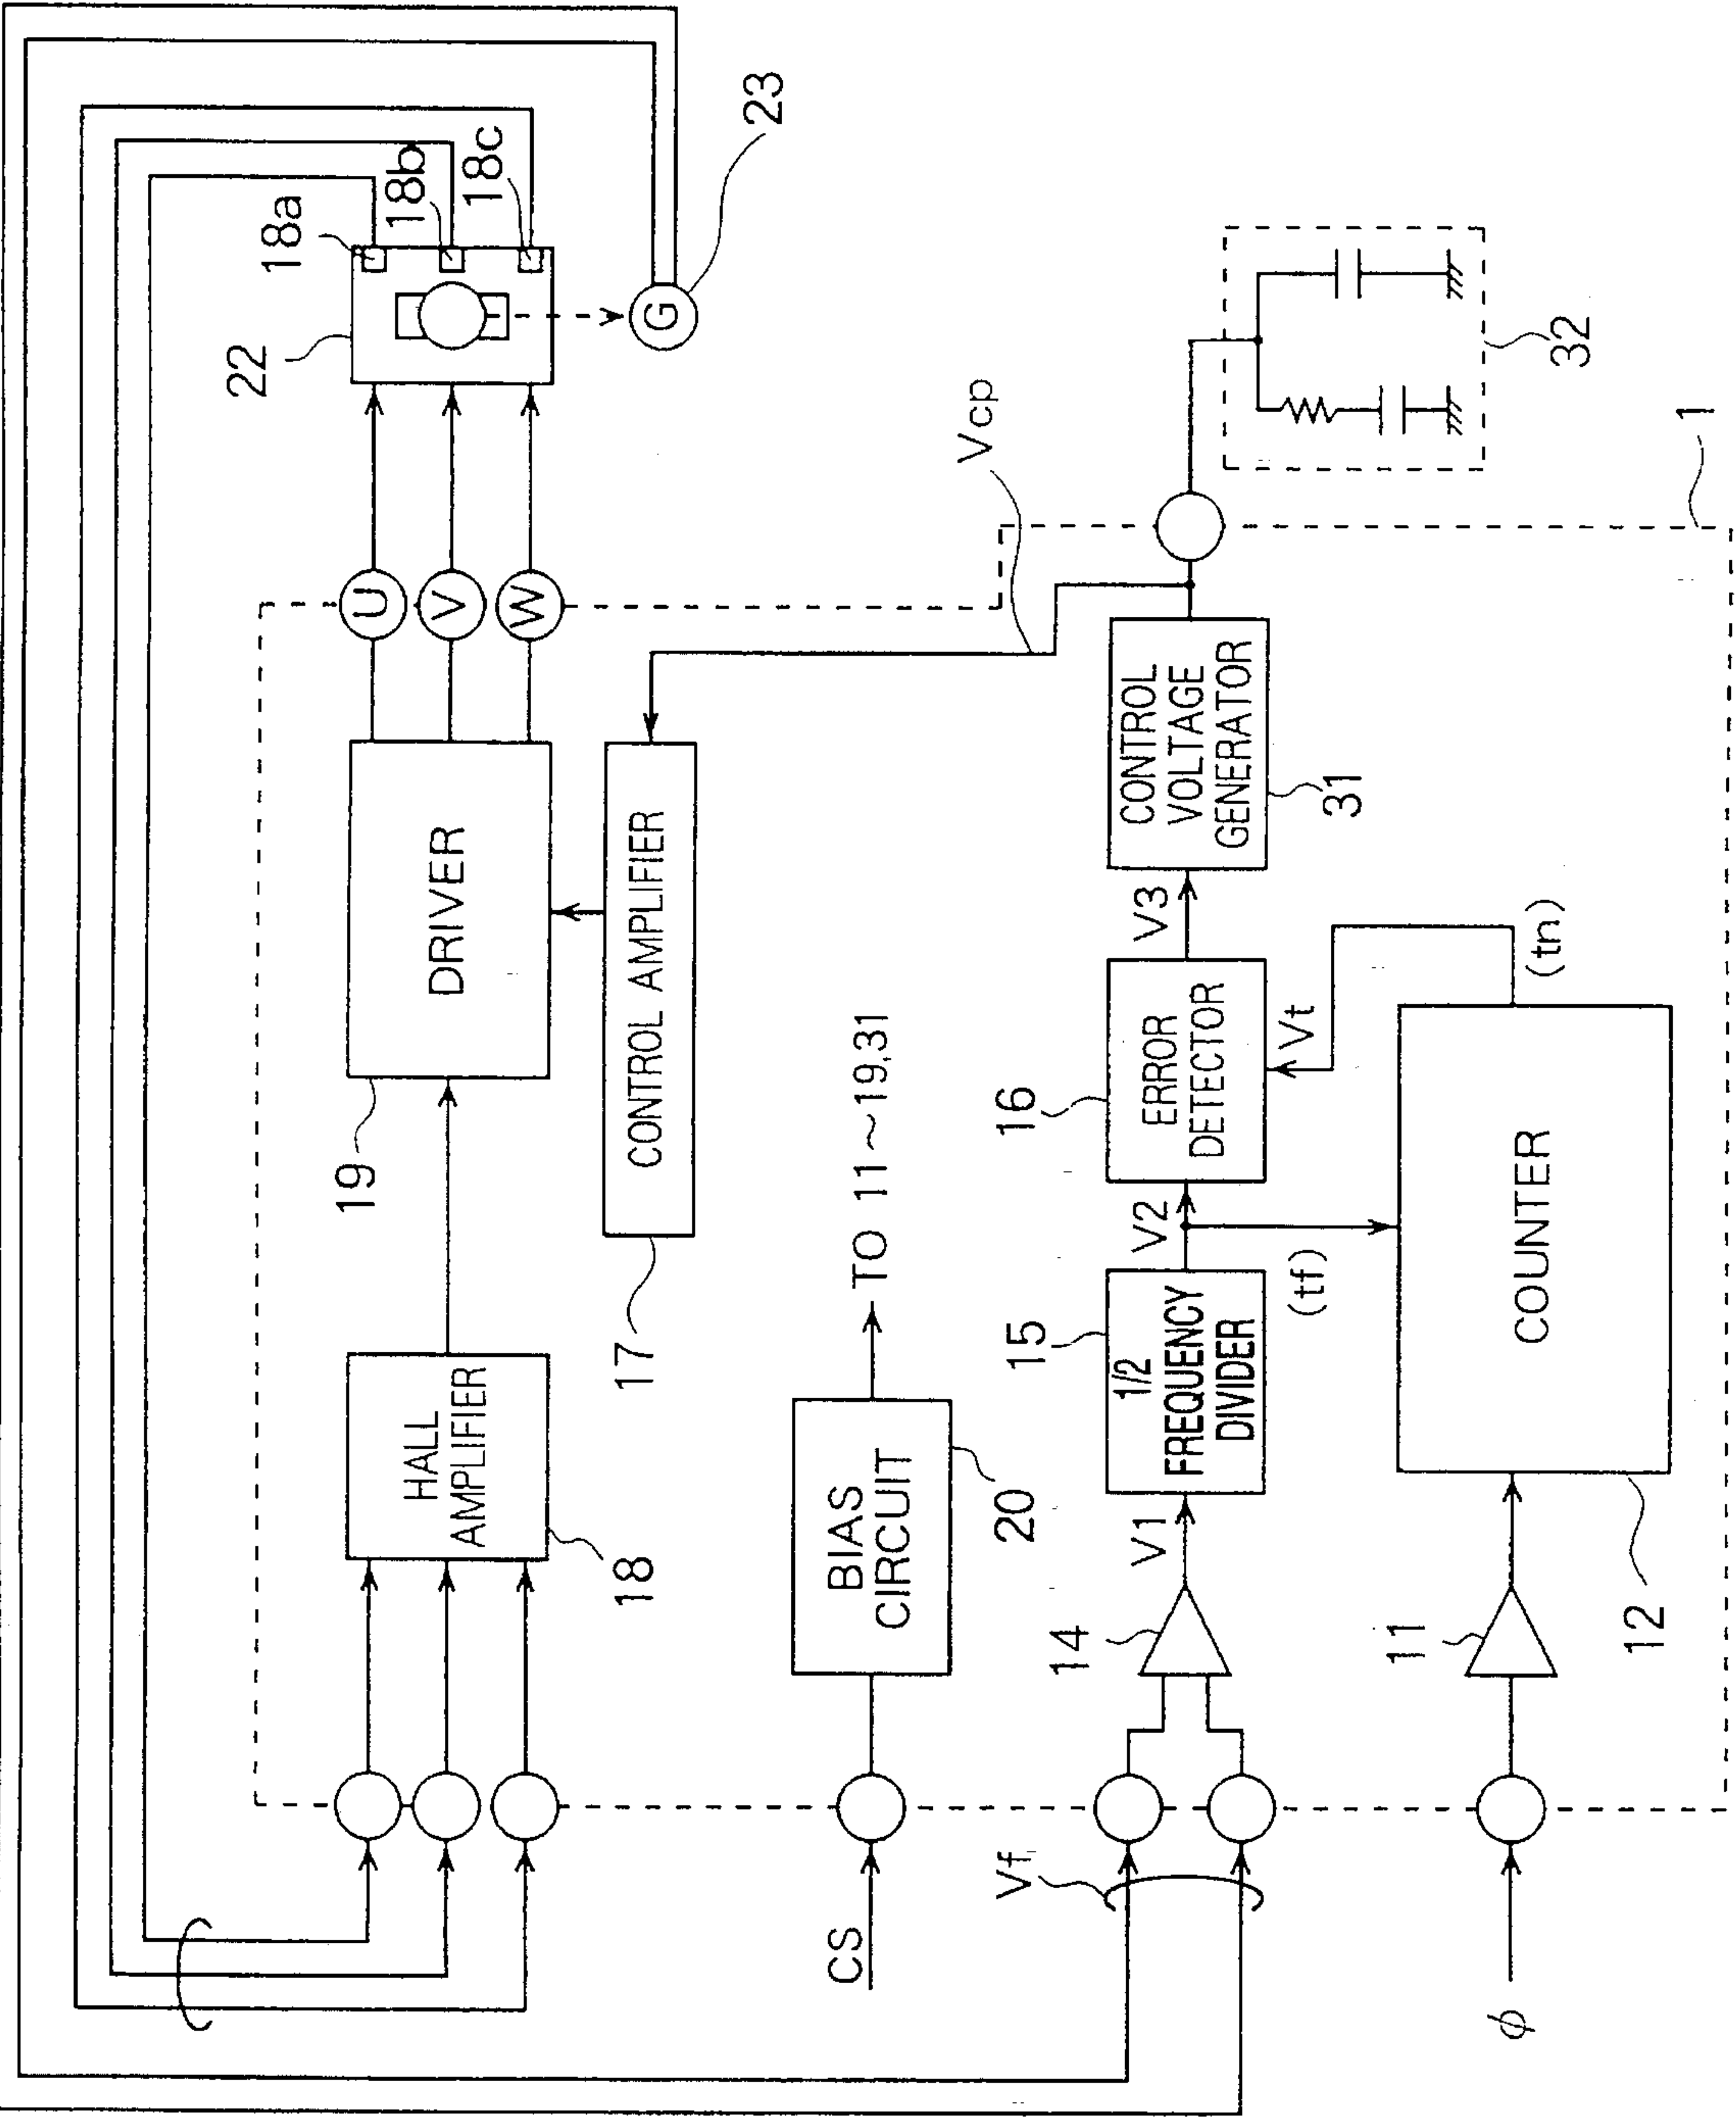 18a
18b
18c
22
G
23
U
V
W
DRIVER
19
CONTROL AMPLIFIER
17
HALL
AMPLIFIER
18
Vcp
32
1
CONTROL
VOLTAGE
GENERATOR
31
V3
ERROR
DETECTOR
16
Vt
(tn)
V2
(tf)
1/2
FREQUENCY
DIVIDER
15
COUNTER
12
TO 11~19,31
BIAS
CIRCUIT
20
V1
14
11
CS
Vf
ϕ